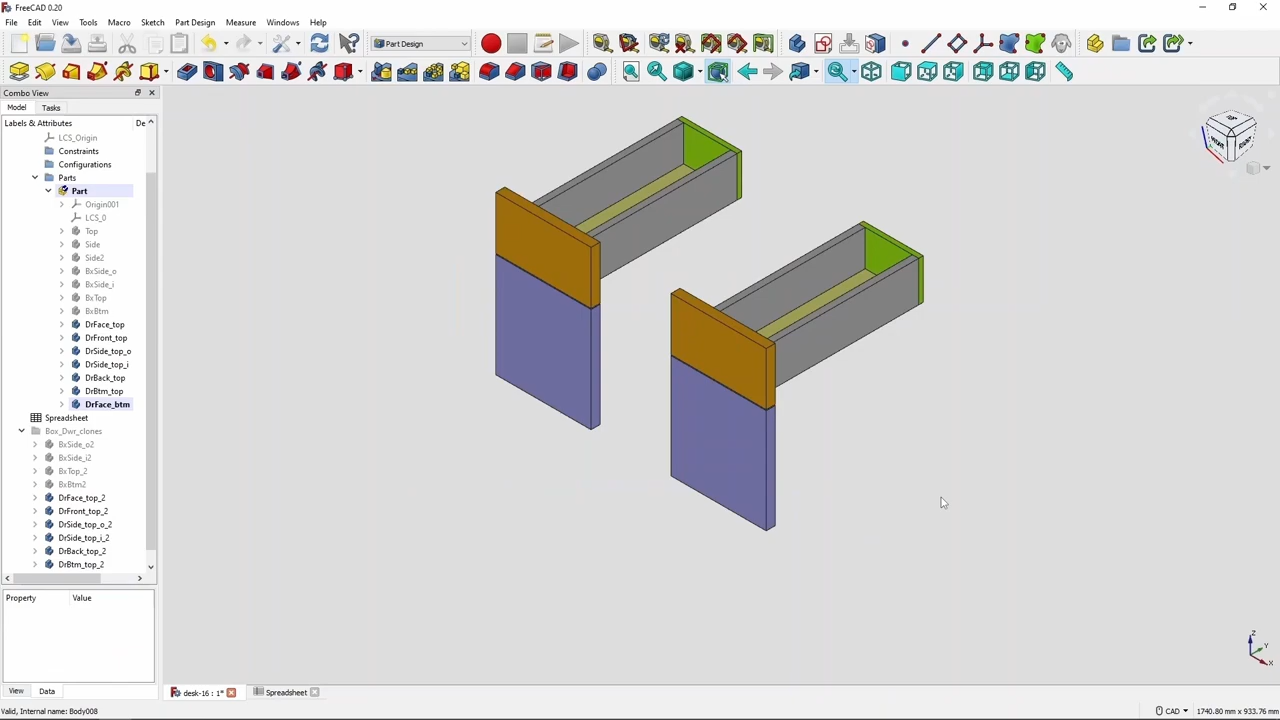 FreeCAD 0.20
File Edit View Tools Macro Sketch Part Design Measure Windows Help
Part Design
Combo View
Model Tasks
Labels & Attributes De
LCS_Origin
Constraints
Configurations
Parts
Part
Origin001
LCS_0
Top
Side
Side2
BxSide_o
BxSide_i
BxTop
BxBtm
DrFace_top
DrFront_top
DrSide_top_o
DrSide_top_i
DrBack_top
DrBtm_top
DrFace_btm
Spreadsheet
Box_Dwr_clones
BxSide_o2
BxSide_i2
BxTop_2
BxBtm2
DrFace_top_2
DrFront_top_2
DrSide_top_o_2
DrSide_top_i_2
DrBack_top_2
DrBtm_top_2
Property Value
View Data
desk-16 : 1*
Spreadsheet
Valid, Internal name: Body008
CAD
1740.80 mm x 933.76 mm
Z
Y
X